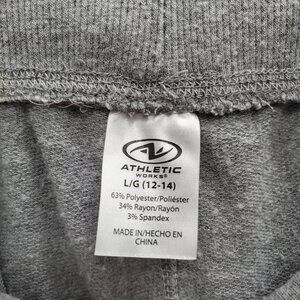 ATHLETIC
WORKS®
L/G (12-14)
63% Polyester/Poliéster
34% Rayon/Rayón
3% Spandex
MADE IN/HECHO EN
CHINA